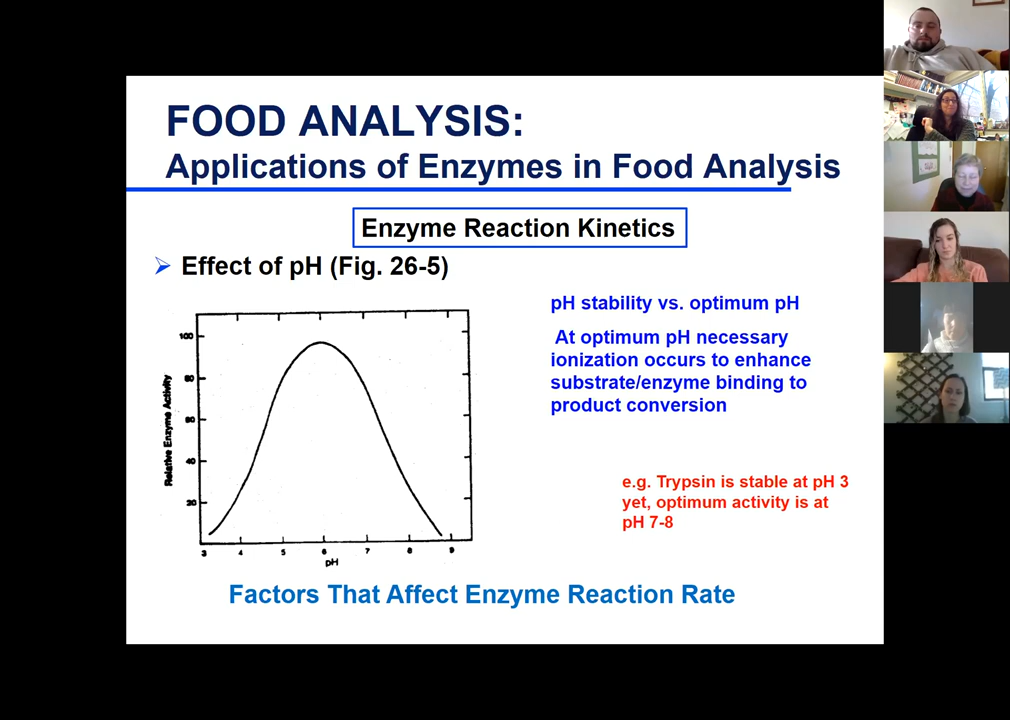 FOOD ANALYSIS:
Applications of Enzymes in Food Analysis
Enzyme Reaction Kinetics
Effect of pH (Fig. 26-5)
pH stability vs. optimum pH
At optimum pH necessary
ionization occurs to enhance
substrate/enzyme binding to
product conversion
e.g. Trypsin is stable at pH 3
yet, optimum activity is at
pH 7-8
Relative Enzyme Activity
100
80
60
40
20
3 4 5 6 7 8 9
pH
Factors That Affect Enzyme Reaction Rate